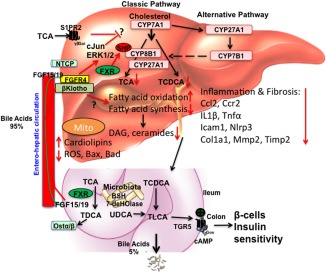 Classic Pathway
Cholesterol
Alternative Pathway
S1PR2
TCA
CYP7A1
CYP27A1
cJun
ERK1/2
?
NTCP
CYP8B1
CYP7B1
FXR
CYP27A1
FGF15/19
FGFR4
βKlotho
TCA
TCDCA
?
Fatty acid oxidation
Fatty acid synthesis
DAG, ceramides
Inflammation & Fibrosis:
Ccl2, Ccr2
IL1β, Tnfα
Icam1, Nlrp3
Col1a1, Mmp2, Timp2
Mito
Cardiolipins
ROS, Bax, Bad
Bile Acids
95%
Entero-hepatic circulation
TCA
Microbiota
BSH
7-deHOlase
TCDCA
Ileum
FXR
FGF15/19
TDCA
UDCA
TLCA
Ostα/β
TGR5
Colon
cAMP
β-cells
Insulin
sensitivity
Bile Acids
5%